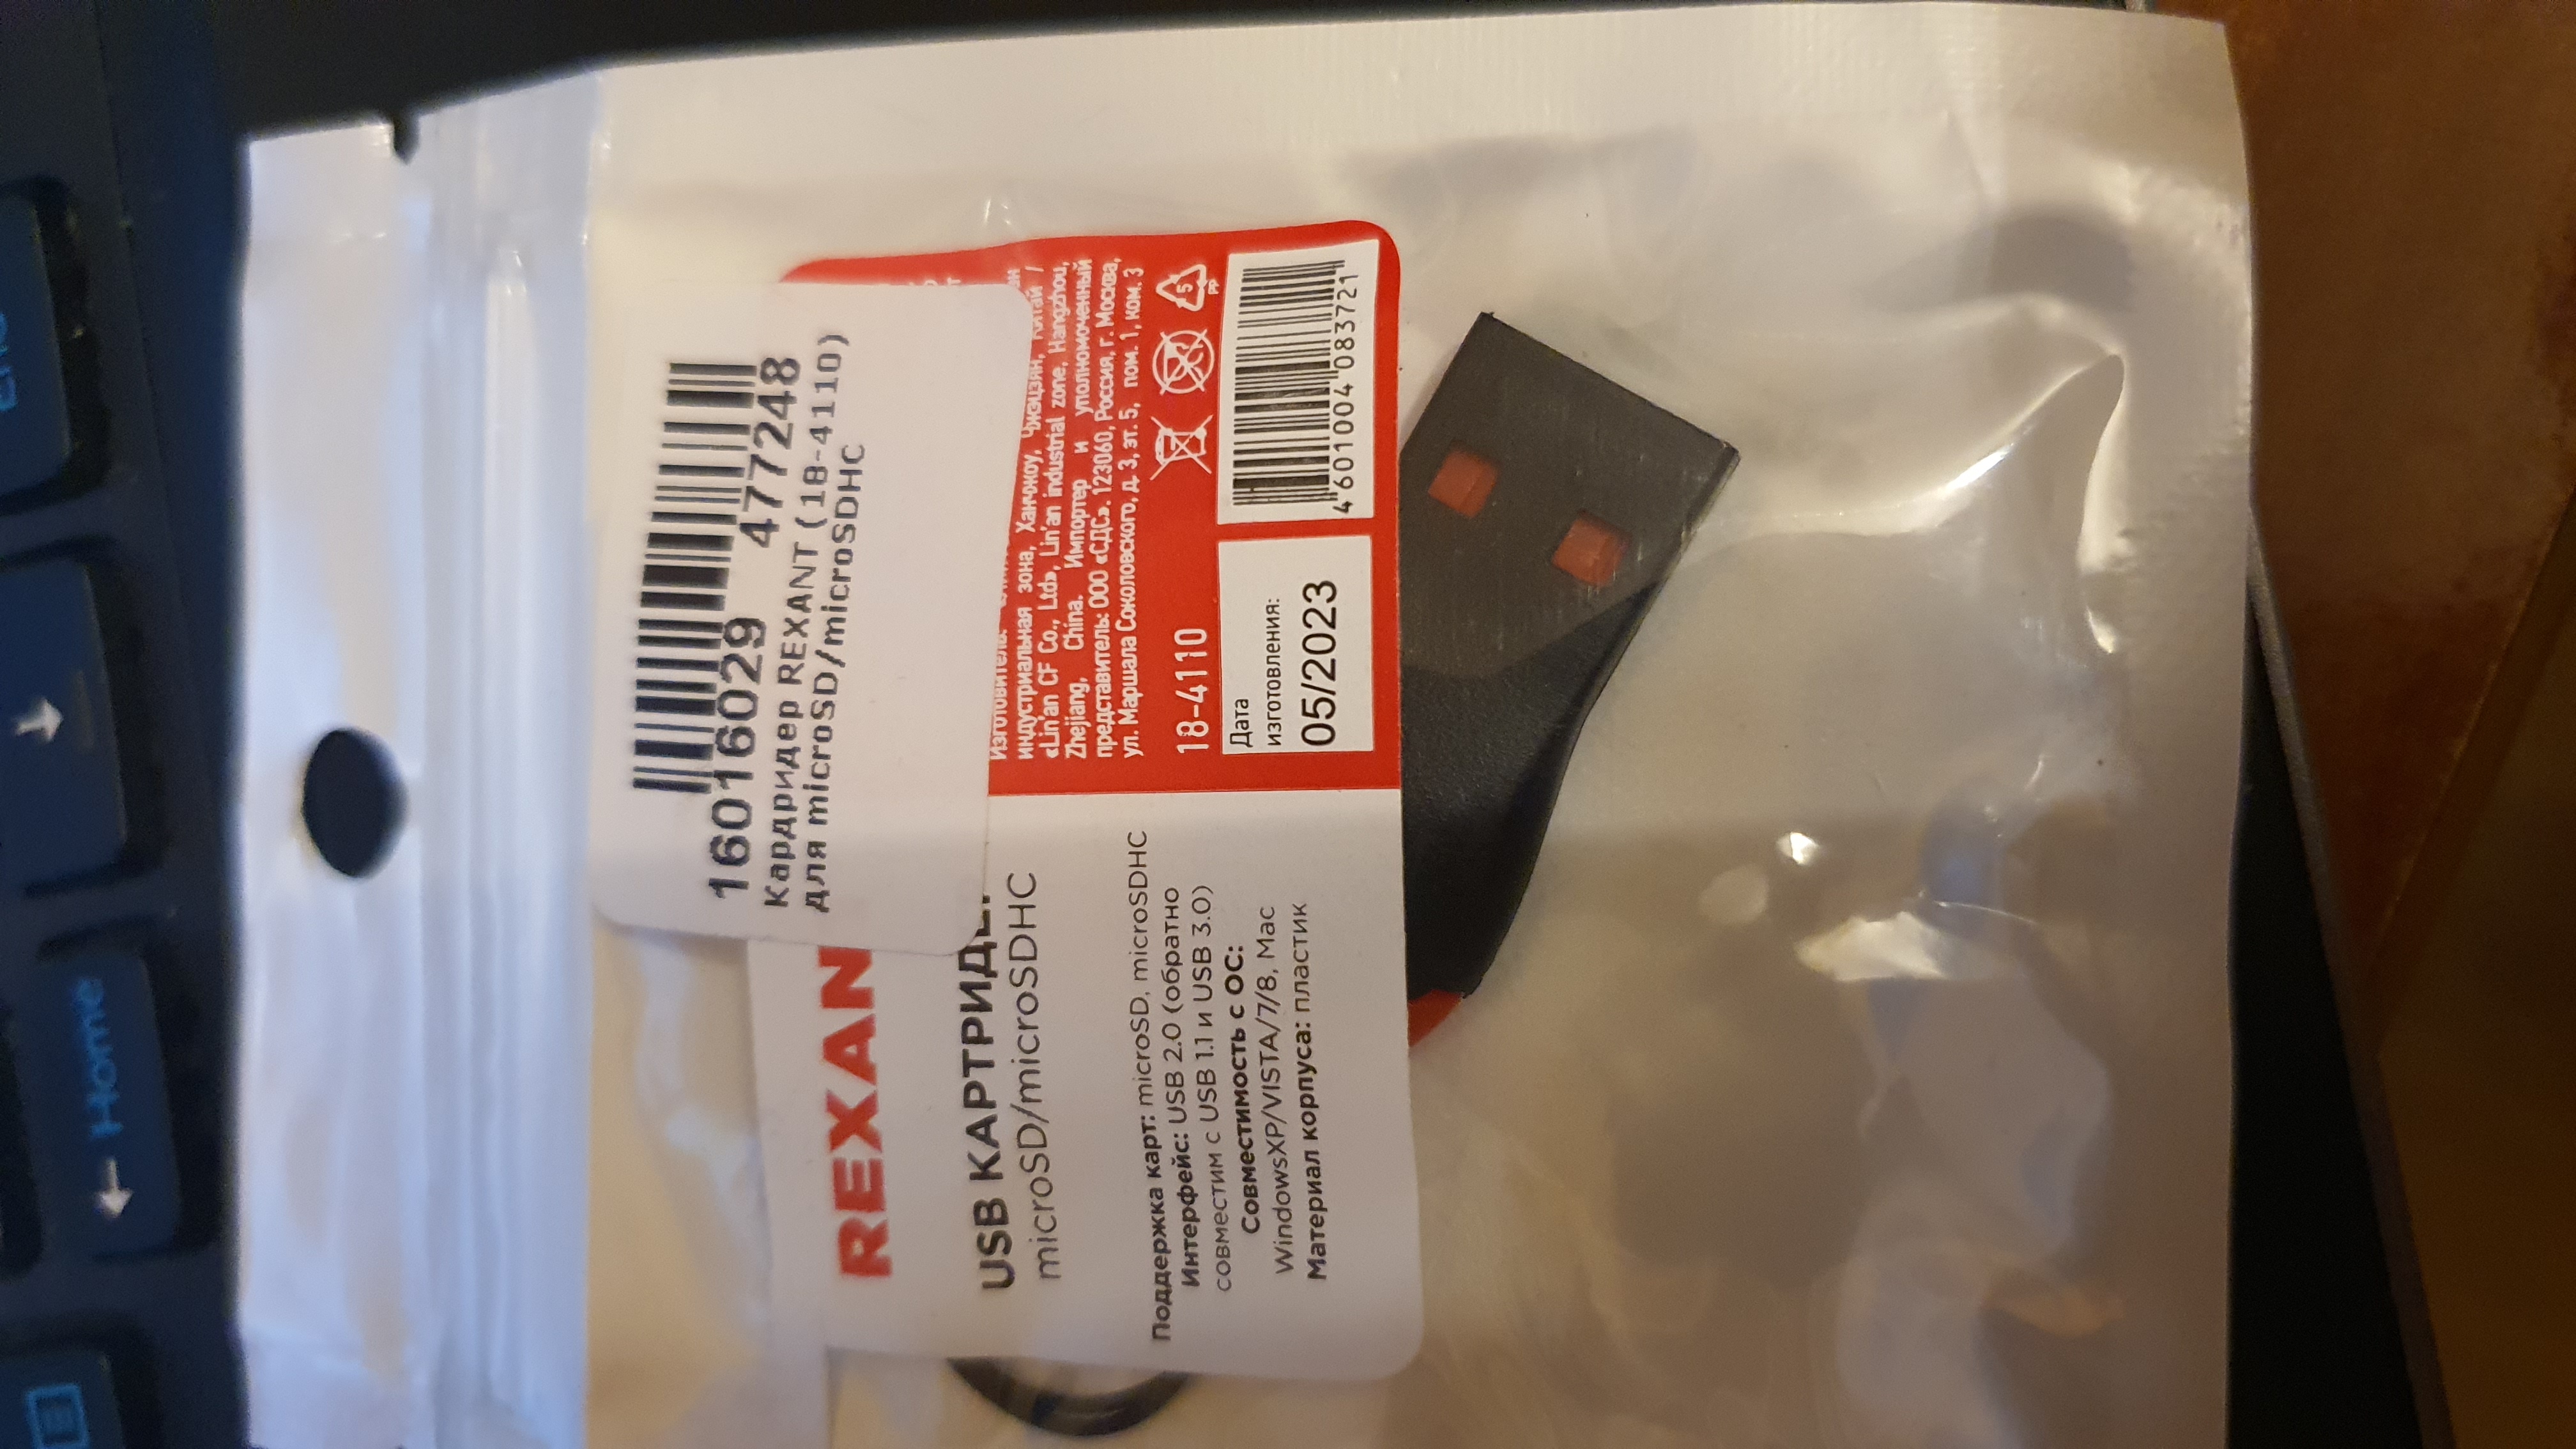 16016029 477248
Кардридер REXANT (18-4110)
для microSD/microSDHC
REXAN
USB КАРТРИДЕ
microSD/microSDHC
Поддержка карт: microSD, microSDHC
Интерфейс: USB 2.0 (обратно
совместим с USB 1.1 и USB 3.0)
Совместимость с ОС:
WindowsXP/VISTA/7/8, Mac
Материал корпуса: пластик
Изготовитель:
индустриальная зона, Ханчжоу, Чжэцзян, Китай /
«Lin'an CF Co., Ltd», Lin'an industrial zone, Hangzhou,
Zhejiang, China. Импортер и уполномоченный
представитель: ООО «СДС». 123060, Россия, г. Москва,
ул. Маршала Соколовского, д. 3, эт. 5, пом. 1, ком. 3
18-4110
5
PP
Дата
изготовления:
05/2023
4 601004 083721
Home